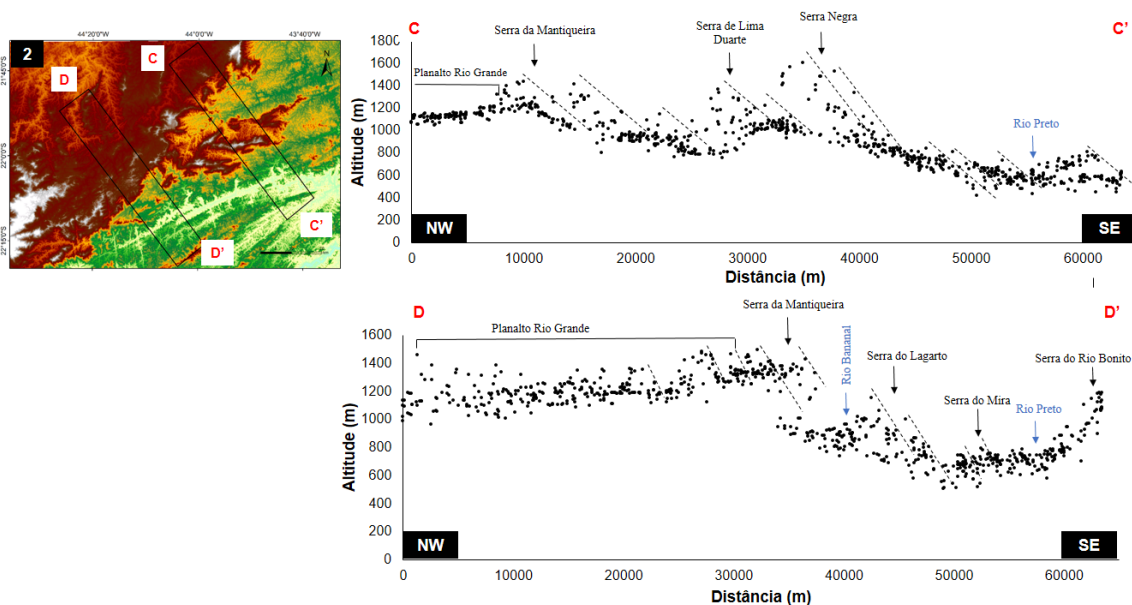 2
44°20'0"W
44°0'0"W
43°40'0"W
21°45'0"S
22°0'0"S
22°15'0"S
D
C
N
C'
D'
C
C'
Serra da Mantiqueira
Serra de Lima
Duarte
Serra Negra
Planalto Rio Grande
Rio Preto
Altitude (m)
1800
1600
1400
1200
1000
800
600
400
200
0
NW
SE
0
10000
20000
30000
40000
50000
60000
Distância (m)
D
D'
Planalto Rio Grande
Serra da Mantiqueira
Rio Bananal
Serra do Lagarto
Serra do Mira
Rio Preto
Serra do Rio Bonito
Altitude (m)
1600
1400
1200
1000
800
600
400
200
0
NW
SE
0
10000
20000
30000
40000
50000
60000
Distância (m)